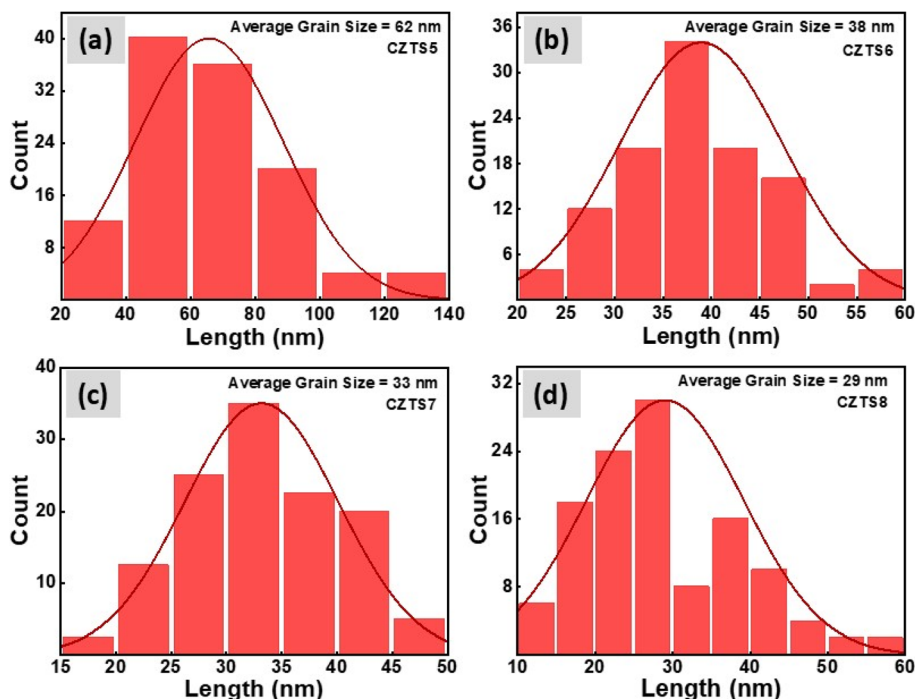 (a)
Average Grain Size = 62 nm
CZTS5
40
32
24
16
8
Count
20 40 60 80 100 120 140
Length (nm)
(b)
Average Grain Size = 38 nm
CZTS6
36
30
24
18
12
6
Count
20 25 30 35 40 45 50 55 60
Length (nm)
(c)
Average Grain Size = 33 nm
CZTS7
40
30
20
10
Count
15 20 25 30 35 40 45 50
Length (nm)
(d)
Average Grain Size = 29 nm
CZTS8
32
24
16
8
Count
10 20 30 40 50 60
Length (nm)